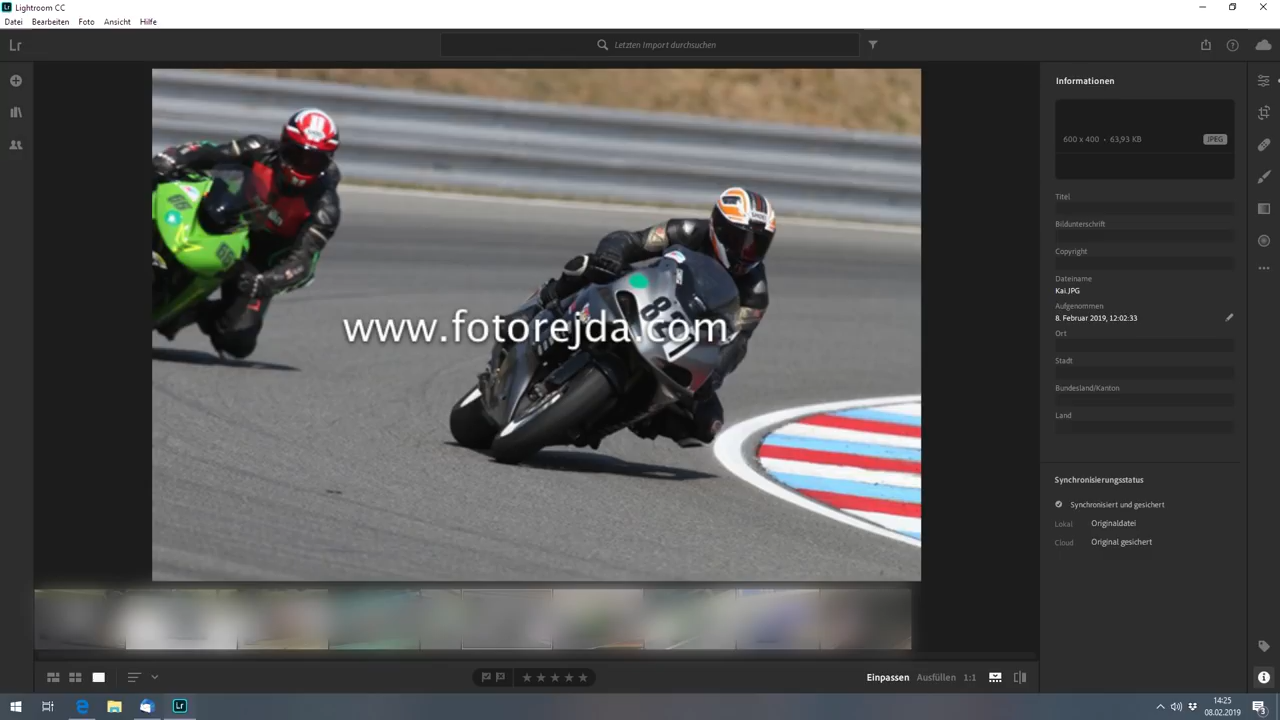 Lightroom CC
Datei Bearbeiten Foto Ansicht Hilfe
Lr
Letzten Import durchsuchen
Informationen
600 x 400 • 63,93 KB JPEG
Titel
Bildunterschrift
Copyright
Dateiname
Kai.JPG
Aufgenommen
8. Februar 2019, 12:02:33
Ort
Stadt
Bundesland/Kanton
Land
www.fotorejda.com
Synchronisierungsstatus
Synchronisiert und gesichert
Lokal Originaldatei
Cloud Original gesichert
Einpassen Ausfüllen 1:1
Lr
14:25
08.02.2019
3